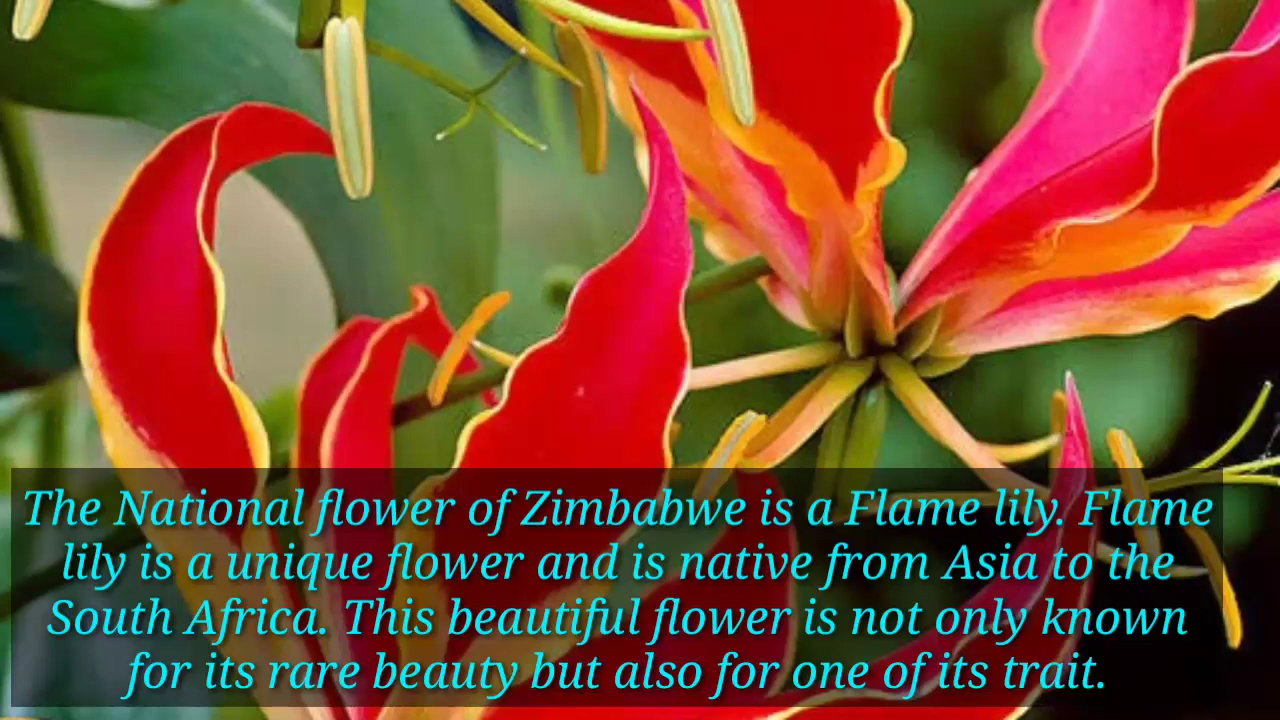 The National flower of Zimbabwe is a Flame lily. Flame
lily is a unique flower and is native from Asia to the
South Africa. This beautiful flower is not only known
for its rare beauty but also for one of its trait.